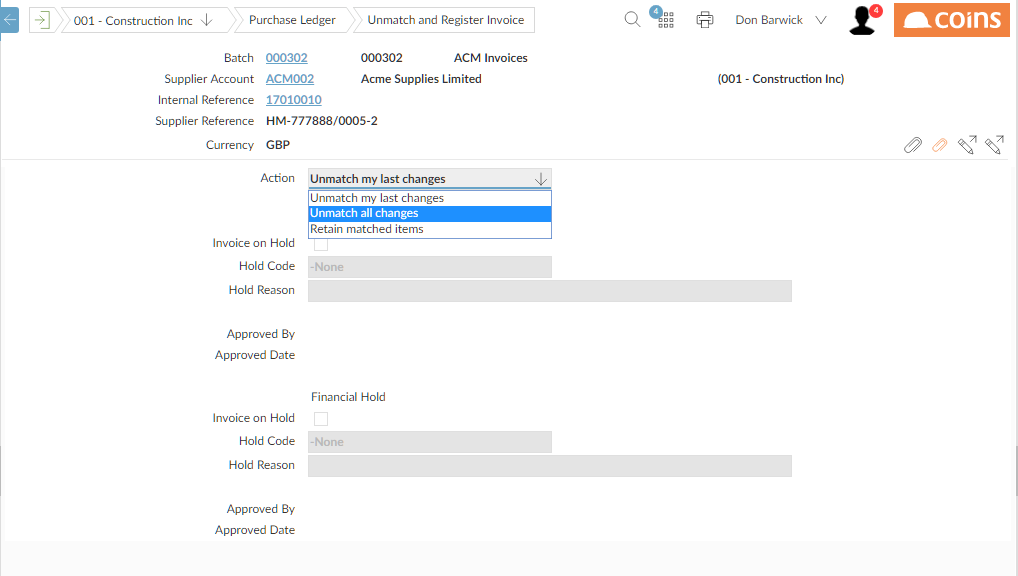 001 - Construction Inc Purchase Ledger Unmatch and Register Invoice 4 Don Barwick 4 coins
Batch 000302 000302 ACM Invoices
Supplier Account ACM002 Acme Supplies Limited (001 - Construction Inc)
Internal Reference 17010010
Supplier Reference HM-777888/0005-2
Currency GBP
Action Unmatch my last changes
Unmatch my last changes
Unmatch all changes
Retain matched items
Invoice on Hold
Hold Code -None
Hold Reason
Approved By
Approved Date
Financial Hold
Invoice on Hold
Hold Code -None
Hold Reason
Approved By
Approved Date